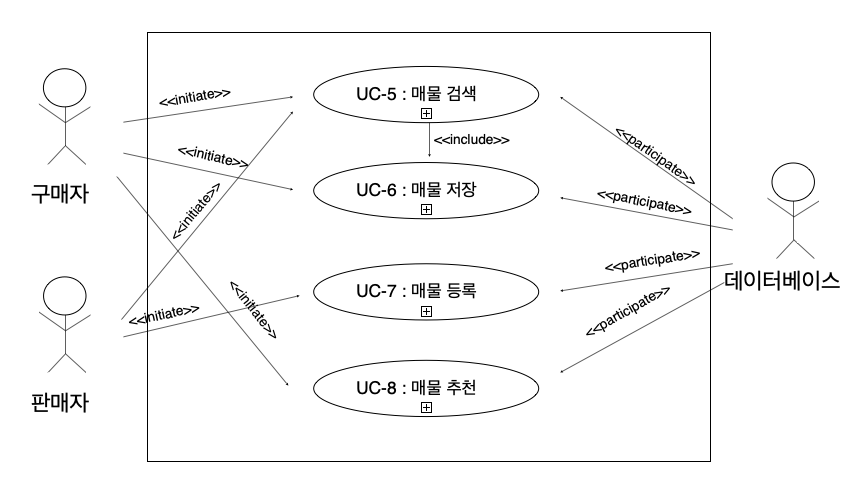 <<initiate>>
UC-5 : 매물 검색
<<include>>
<<participate>>
<<initiate>>
구매자
UC-6 : 매물 저장
<<participate>>
<<initiate>>
<<participate>>
데이터베이스
UC-7 : 매물 등록
<<initiate>>
<<initiate>>
<<participate>>
판매자
UC-8 : 매물 추천